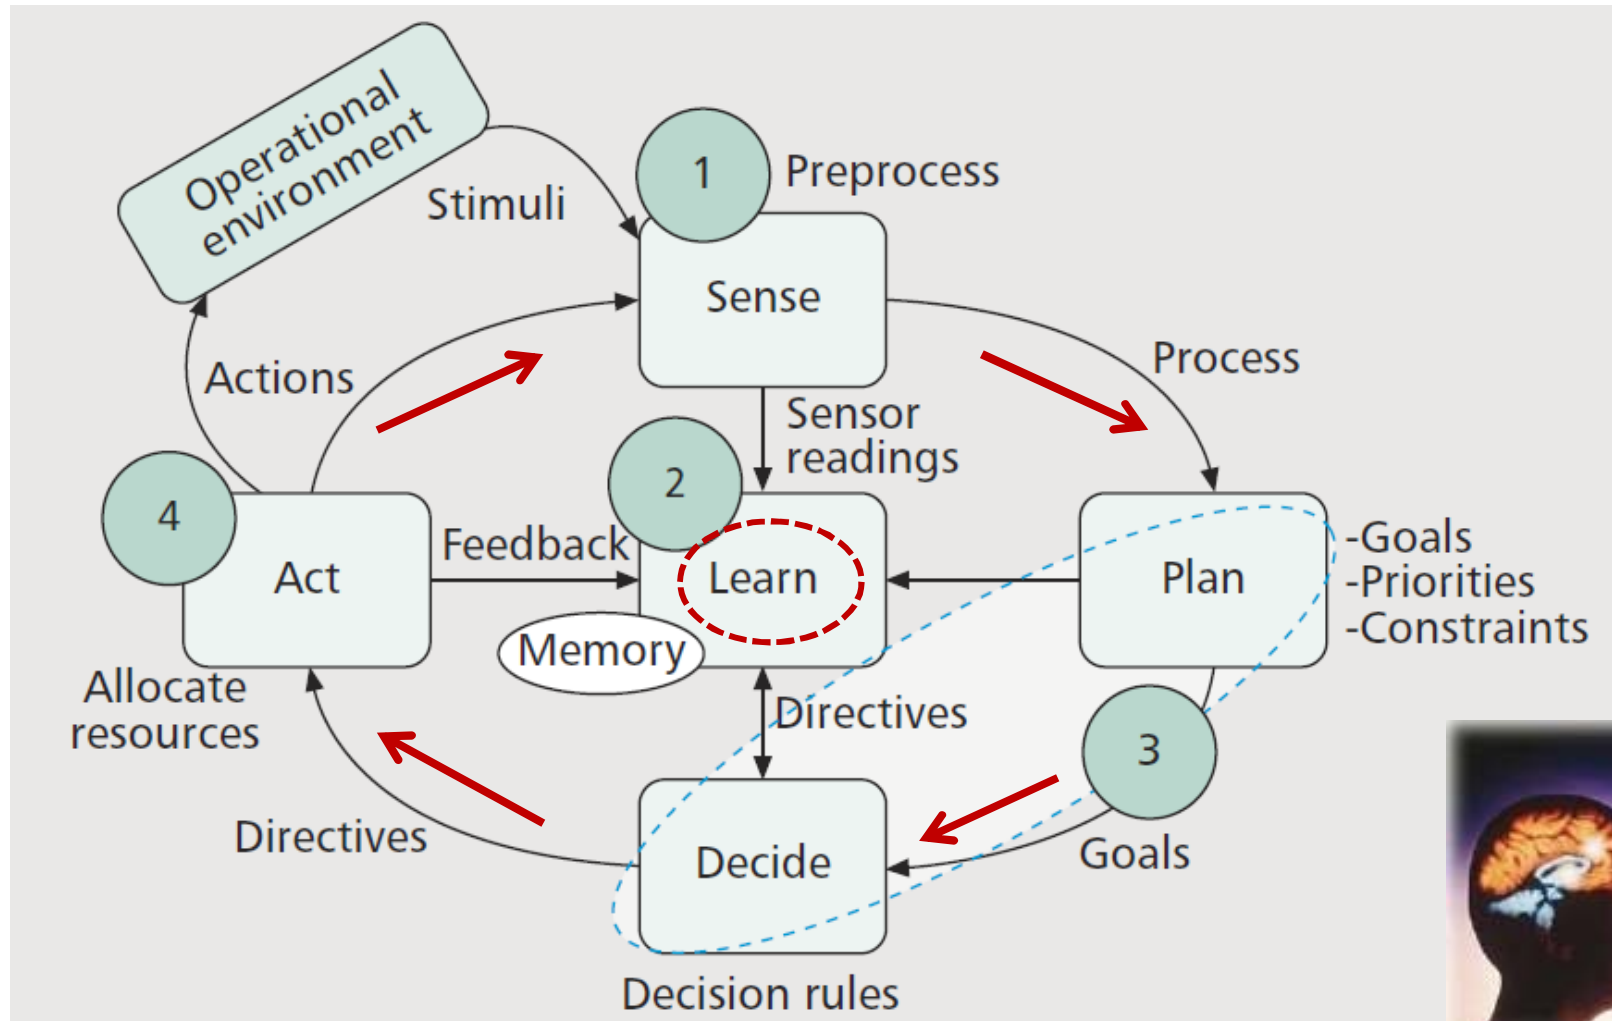 Operational
environment
Stimuli
1
Preprocess
Sense
Actions
Process
Sensor
readings
2
4
Act
Feedback
Learn
Memory
Plan
-Goals
-Priorities
-Constraints
Allocate
resources
Directives
3
Directives
Decide
Goals
Decision rules